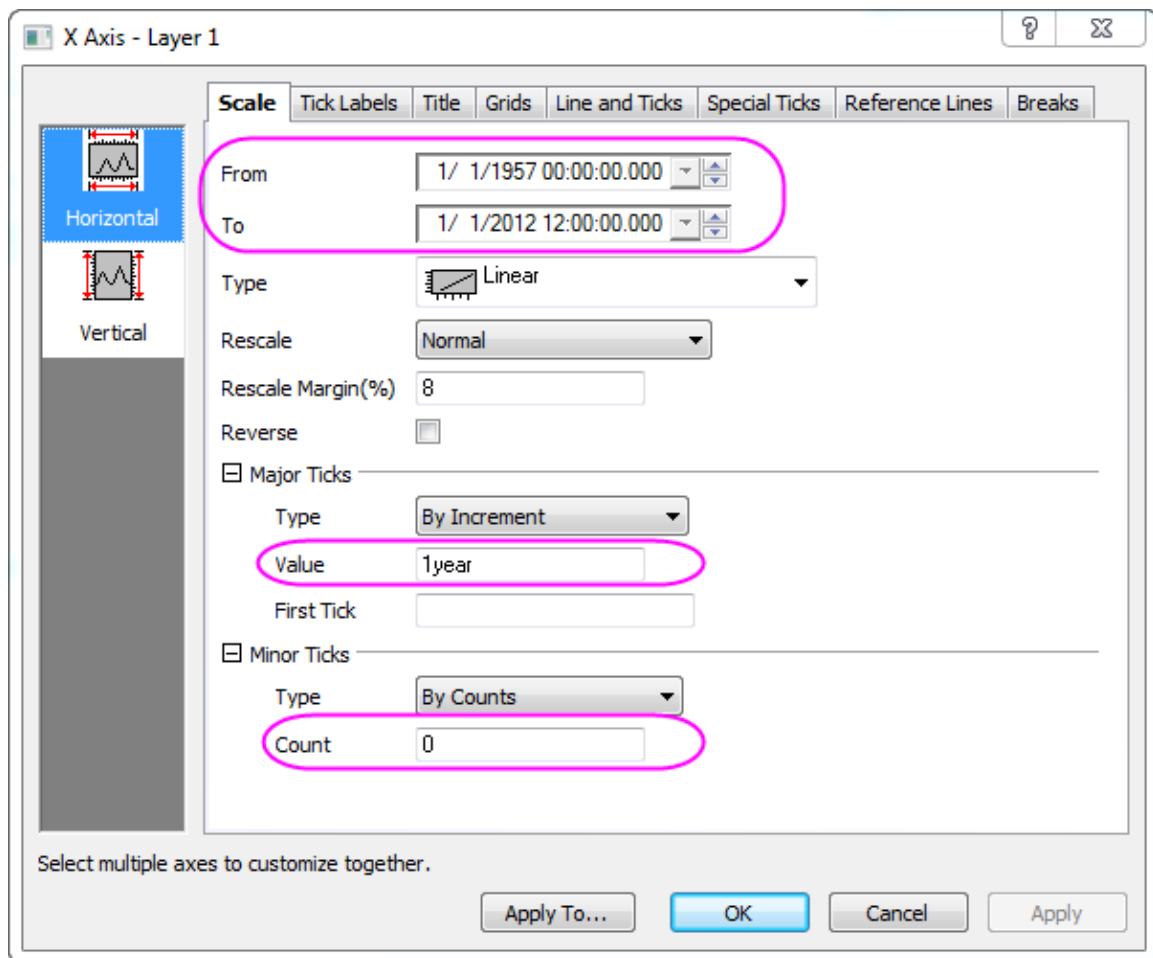 X Axis - Layer 1
Scale Tick Labels Title Grids Line and Ticks Special Ticks Reference Lines Breaks
Horizontal
Vertical
From 1/ 1/1957 00:00:00.000
To 1/ 1/2012 12:00:00.000
Type Linear
Rescale Normal
Rescale Margin(%) 8
Reverse
Major Ticks
Type By Increment
Value 1year
First Tick
Minor Ticks
Type By Counts
Count 0
Select multiple axes to customize together.
Apply To... OK Cancel Apply